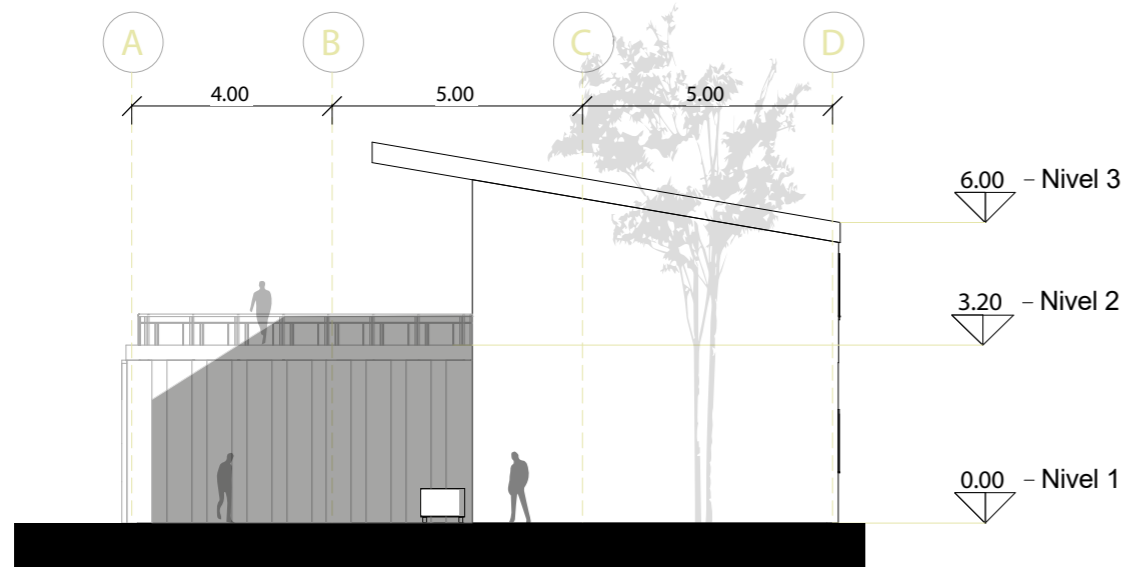 A B C D
4.00 5.00 5.00
6.00 – Nivel 3
3.20 – Nivel 2
0.00 – Nivel 1